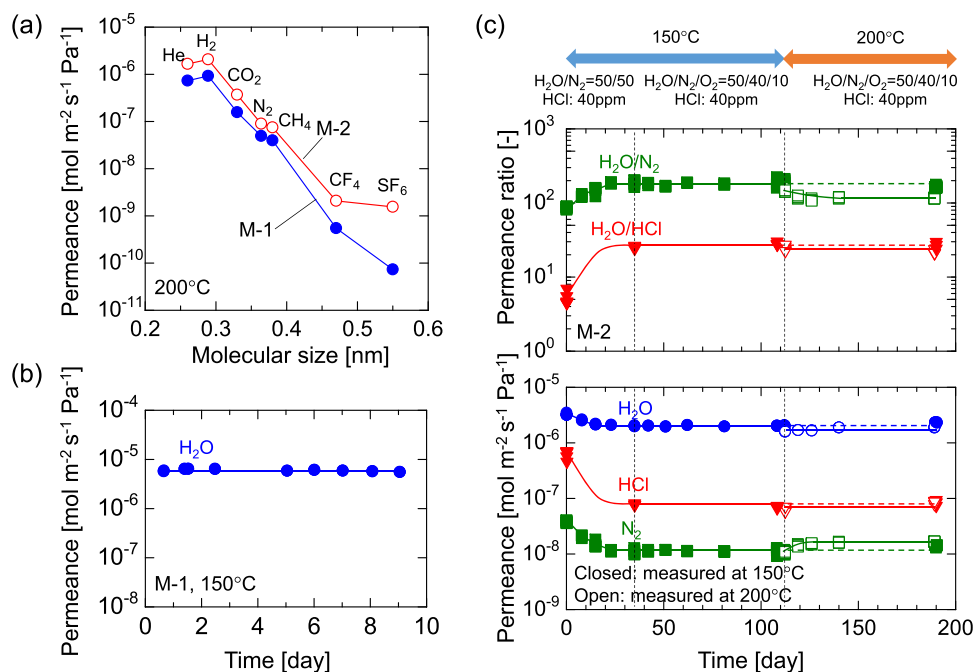 (a)
Permeance [mol m-2 s-1 Pa-1]
10-5
10-6
10-7
10-8
10-9
10-10
10-11
He
H2
CO2
N2
CH4
M-2
CF4
SF6
M-1
200°C
0.2 0.3 0.4 0.5 0.6
Molecular size [nm]
(b)
Permeance [mol m-2 s-1 Pa-1]
10-4
10-5
10-6
10-7
10-8
H2O
M-1, 150°C
0 2 4 6 8 10
Time [day]
(c)
150°C 200°C
H2O/N2=50/50 H2O/N2/O2=50/40/10 H2O/N2/O2=50/40/10
HCl: 40ppm HCl: 40ppm HCl: 40ppm
Permeance ratio [-]
103
102
101
100
H2O/N2
H2O/HCl
M-2
Permeance [mol m-2 s-1 Pa-1]
10-5
10-6
10-7
10-8
10-9
H2O
HCl
N2
Closed: measured at 150°C
Open: measured at 200°C
0 50 100 150 200
Time [day]